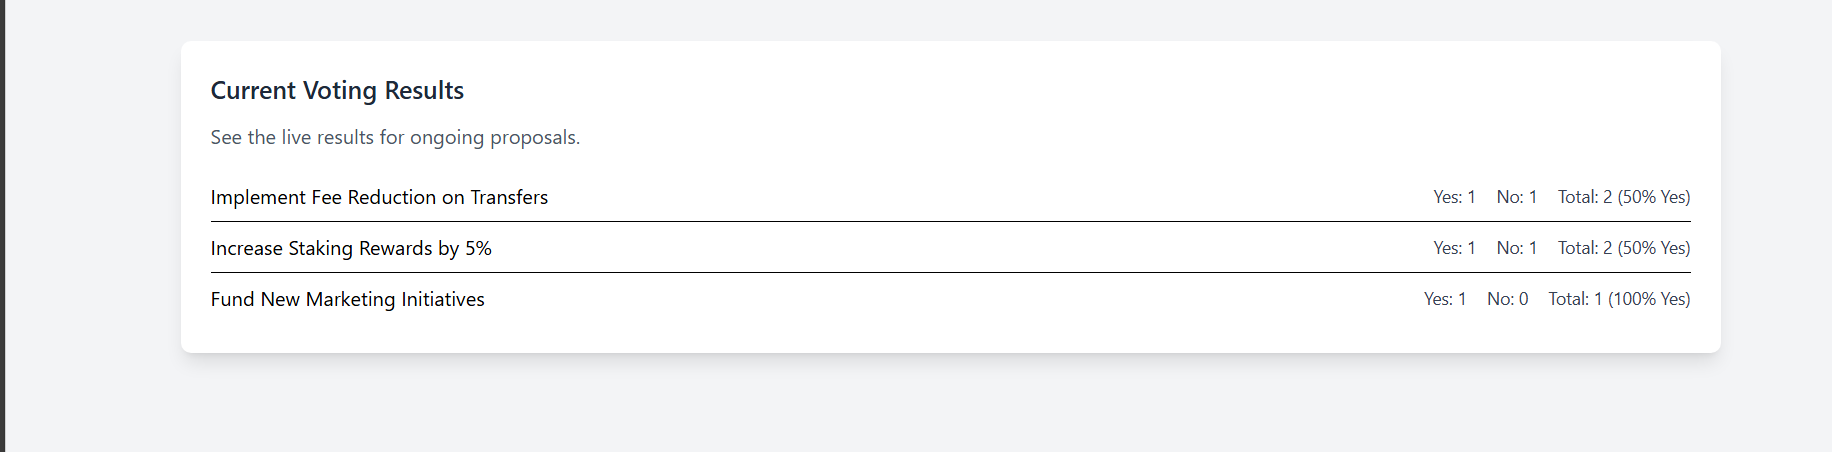 Current Voting Results
See the live results for ongoing proposals.
Implement Fee Reduction on Transfers Yes: 1 No: 1 Total: 2 (50% Yes)
Increase Staking Rewards by 5% Yes: 1 No: 1 Total: 2 (50% Yes)
Fund New Marketing Initiatives Yes: 1 No: 0 Total: 1 (100% Yes)